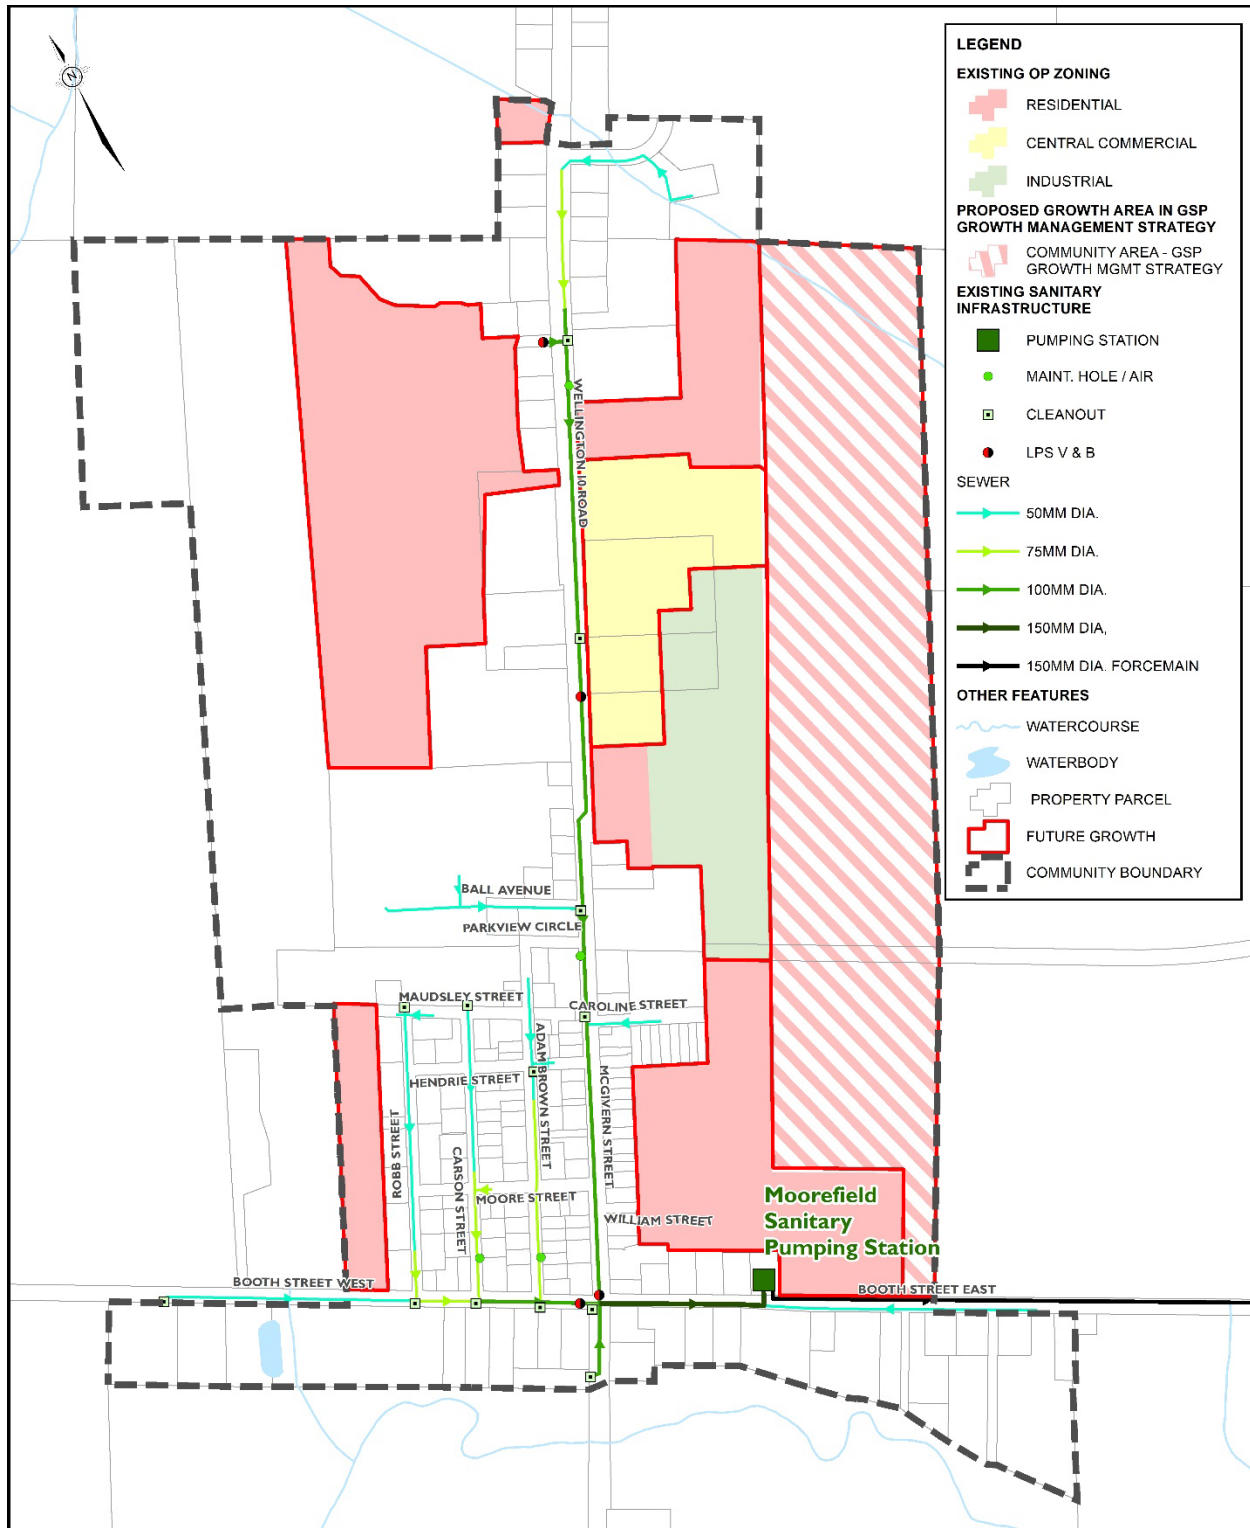 N
LEGEND
EXISTING OP ZONING
RESIDENTIAL
CENTRAL COMMERCIAL
INDUSTRIAL
PROPOSED GROWTH AREA IN GSP
GROWTH MANAGEMENT STRATEGY
COMMUNITY AREA - GSP
GROWTH MGMT STRATEGY
EXISTING SANITARY
INFRASTRUCTURE
PUMPING STATION
MAINT. HOLE / AIR
CLEANOUT
LPS V & B
SEWER
50MM DIA.
75MM DIA.
100MM DIA.
150MM DIA,
150MM DIA. FORCEMAIN
OTHER FEATURES
WATERCOURSE
WATERBODY
PROPERTY PARCEL
FUTURE GROWTH
COMMUNITY BOUNDARY
WELLINGTON 10 ROAD
BALL AVENUE
PARKVIEW CIRCLE
MAUDSLEY STREET
CAROLINE STREET
HENDRIE STREET
ADAM BROWN STREET
MCGIVERN STREET
ROBB STREET
CARSON STREET
MOORE STREET
WILLIAM STREET
Moorefield
Sanitary
Pumping Station
BOOTH STREET WEST
BOOTH STREET EAST